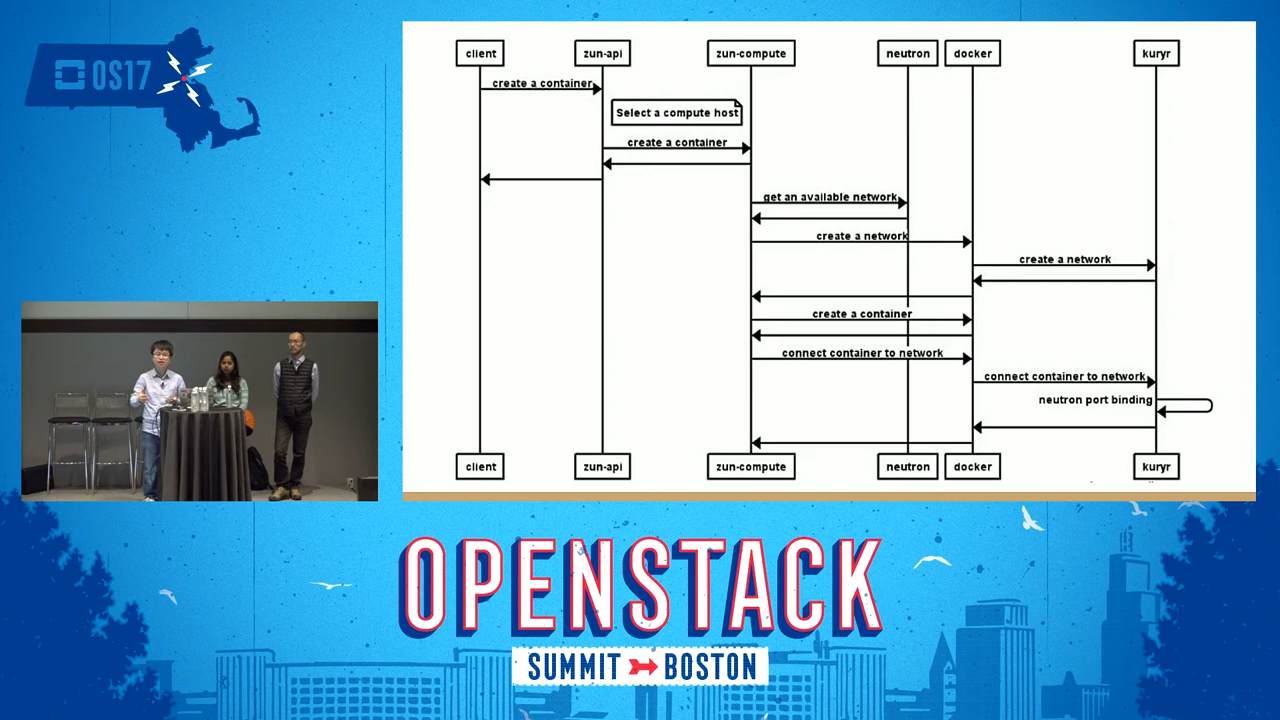 OS17
client
zun-api
zun-compute
neutron
docker
kuryr
create a container
Select a compute host
create a container
get an available network
create a network
create a network
create a container
connect container to network
connect container to network
neutron port binding
client
zun-api
zun-compute
neutron
docker
kuryr
OPENSTACK
SUMMIT BOSTON